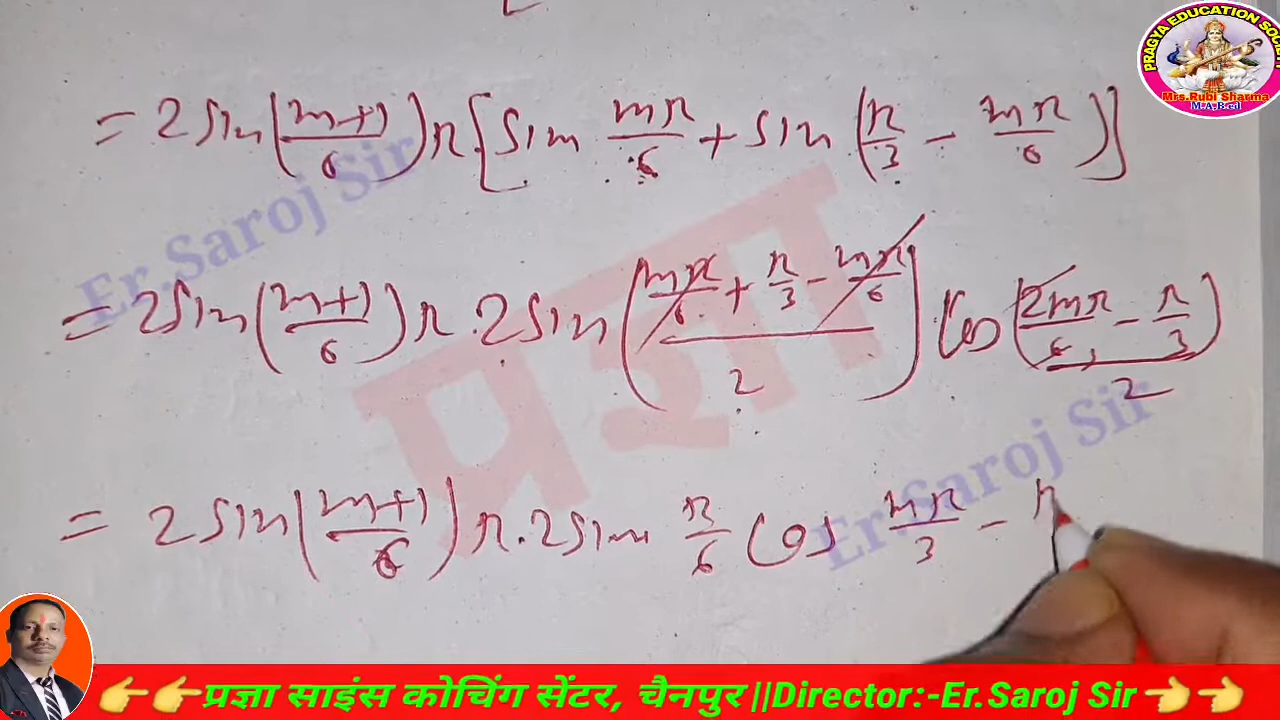 PRAGYA EDUCATION SOCIETY
Mrs.Rubi Sharma
M.A,B.ed
= 2 sin((m+1)/6)π [sin mπ/6 + sin (π/3 − mπ/6)]
Er.Saroj Sir
प्रज्ञा
= 2 sin((m+1)/6)π . 2 sin((mπ/6 + π/3 − mπ/6)/2) . cos((2mπ/6 − π/3)/2)
Er.Saroj Sir
= 2 sin((m+1)/6)π . 2 sin π/6 cos mπ/3 − π
👉👉प्रज्ञा साइंस कोचिंग सेंटर, चैनपुर||Director:-Er.Saroj Sir👈👈